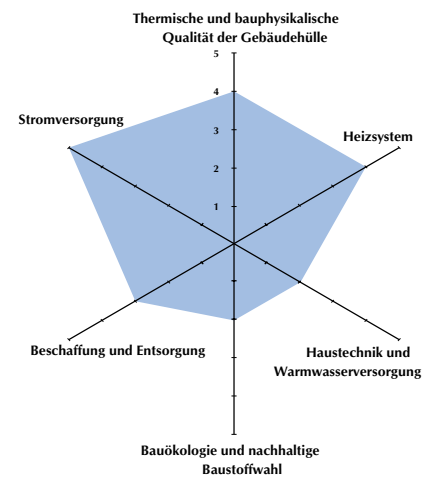 Thermische und bauphysikalische
Qualität der Gebäudehülle
5
4
Stromversorgung
3
Heizsystem
2
1
Beschaffung und Entsorgung
Haustechnik und
Warmwasserversorgung
Bauökologie und nachhaltige
Baustoffwahl